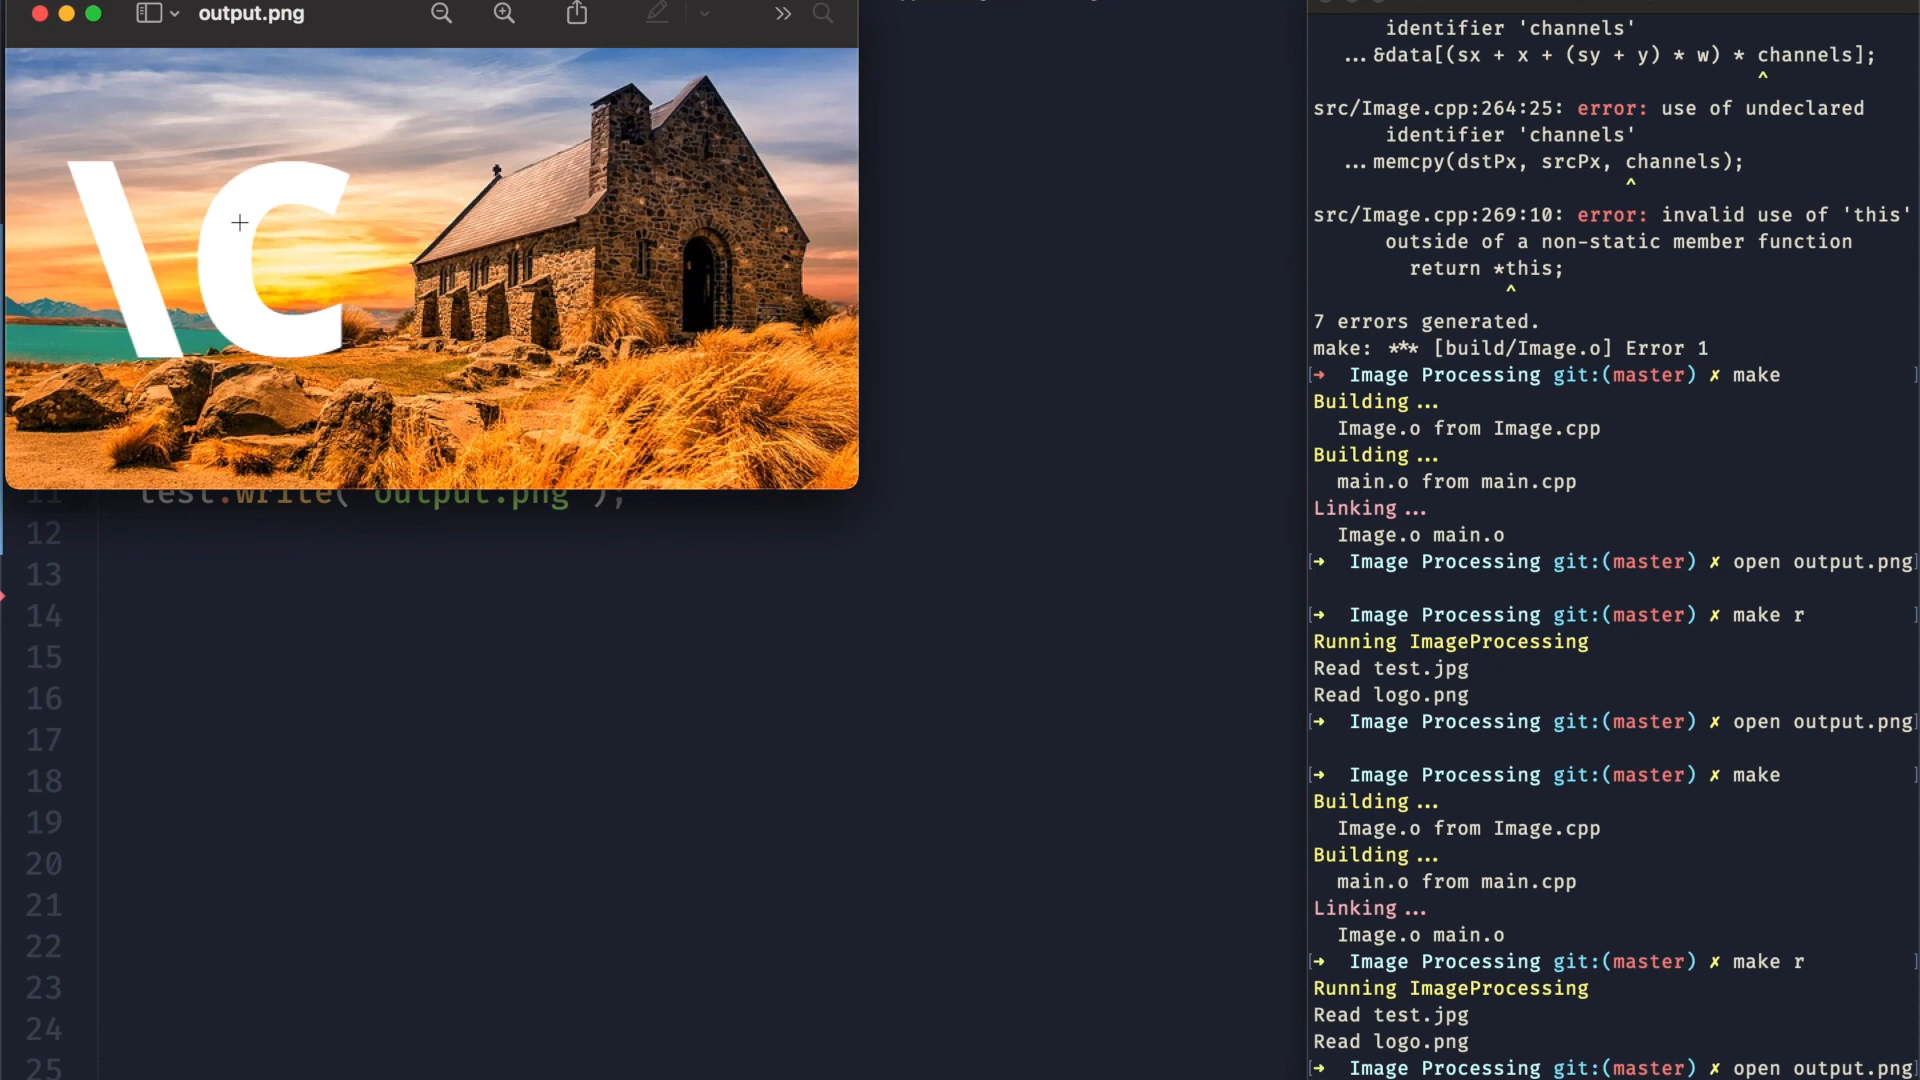 output.png
\C
test.write("output.png");
12
13
14
15
16
17
18
19
20
21
22
23
24
25
identifier 'channels'
...&data[(sx + x + (sy + y) * w) * channels];
^
src/Image.cpp:264:25: error: use of undeclared
identifier 'channels'
...memcpy(dstPx, srcPx, channels);
^
src/Image.cpp:269:10: error: invalid use of 'this'
outside of a non-static member function
return *this;
^
7 errors generated.
make: *** [build/Image.o] Error 1
[➜  Image Processing git:(master) ✗ make ]
Building...
Image.o from Image.cpp
Building...
main.o from main.cpp
Linking...
Image.o main.o
[➜  Image Processing git:(master) ✗ open output.png]
[➜  Image Processing git:(master) ✗ make r ]
Running ImageProcessing
Read test.jpg
Read logo.png
[➜  Image Processing git:(master) ✗ open output.png]
[➜  Image Processing git:(master) ✗ make ]
Building...
Image.o from Image.cpp
Building...
main.o from main.cpp
Linking...
Image.o main.o
[➜  Image Processing git:(master) ✗ make r ]
Running ImageProcessing
Read test.jpg
Read logo.png
[➜  Image Processing git:(master) ✗ open output.png]